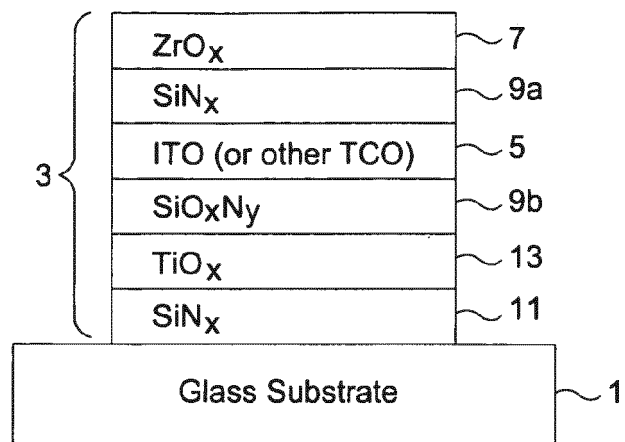 ZrOx 7
SiNx 9a
3 ITO (or other TCO) 5
SiOxNy 9b
TiOx 13
SiNx 11
Glass Substrate 1